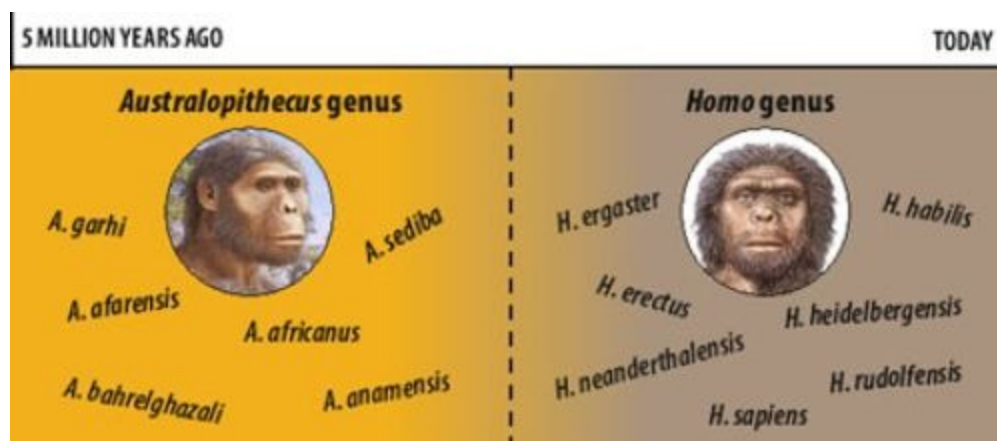 5 MILLION YEARS AGO
TODAY
Australopithecus genus
Homo genus
A. garhi
A. sediba
A. afarensis
A. africanus
A. bahrelghazali
A. anamensis
H. ergaster
H. habilis
H. erectus
H. heidelbergensis
H. neanderthalensis
H. rudolfensis
H. sapiens